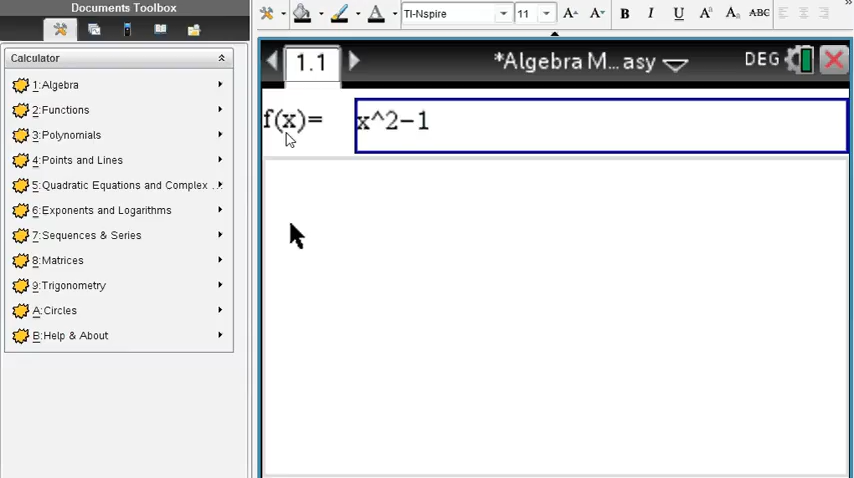 Documents Toolbox
TI-Nspire
11
A
A
A
B
I
U
A
A
ABC
Calculator
1:Algebra
2:Functions
3:Polynomials
4:Points and Lines
5:Quadratic Equations and Complex ...
6:Exponents and Logarithms
7:Sequences & Series
8:Matrices
9:Trigonometry
A:Circles
B:Help & About
1.1
*Algebra M...asy
DEG
f(x)= x^2−1